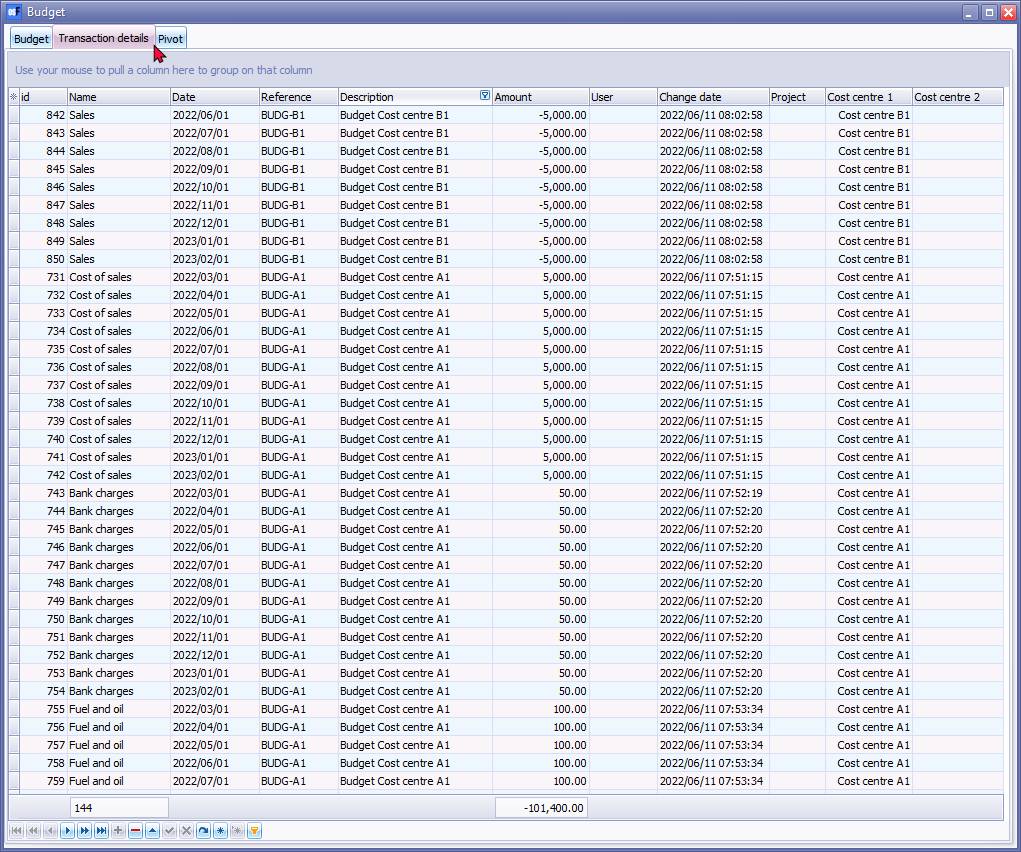 Budget
Budget Transaction details Pivot
Use your mouse to pull a column here to group on that column
id Name Date Reference Description Amount User Change date Project Cost centre 1 Cost centre 2
842 Sales 2022/06/01 BUDG-B1 Budget Cost centre B1 -5,000.00 2022/06/11 08:02:58 Cost centre B1
843 Sales 2022/07/01 BUDG-B1 Budget Cost centre B1 -5,000.00 2022/06/11 08:02:58 Cost centre B1
844 Sales 2022/08/01 BUDG-B1 Budget Cost centre B1 -5,000.00 2022/06/11 08:02:58 Cost centre B1
845 Sales 2022/09/01 BUDG-B1 Budget Cost centre B1 -5,000.00 2022/06/11 08:02:58 Cost centre B1
846 Sales 2022/10/01 BUDG-B1 Budget Cost centre B1 -5,000.00 2022/06/11 08:02:58 Cost centre B1
847 Sales 2022/11/01 BUDG-B1 Budget Cost centre B1 -5,000.00 2022/06/11 08:02:58 Cost centre B1
848 Sales 2022/12/01 BUDG-B1 Budget Cost centre B1 -5,000.00 2022/06/11 08:02:58 Cost centre B1
849 Sales 2023/01/01 BUDG-B1 Budget Cost centre B1 -5,000.00 2022/06/11 08:02:58 Cost centre B1
850 Sales 2023/02/01 BUDG-B1 Budget Cost centre B1 -5,000.00 2022/06/11 08:02:58 Cost centre B1
731 Cost of sales 2022/03/01 BUDG-A1 Budget Cost centre A1 5,000.00 2022/06/11 07:51:15 Cost centre A1
732 Cost of sales 2022/04/01 BUDG-A1 Budget Cost centre A1 5,000.00 2022/06/11 07:51:15 Cost centre A1
733 Cost of sales 2022/05/01 BUDG-A1 Budget Cost centre A1 5,000.00 2022/06/11 07:51:15 Cost centre A1
734 Cost of sales 2022/06/01 BUDG-A1 Budget Cost centre A1 5,000.00 2022/06/11 07:51:15 Cost centre A1
735 Cost of sales 2022/07/01 BUDG-A1 Budget Cost centre A1 5,000.00 2022/06/11 07:51:15 Cost centre A1
736 Cost of sales 2022/08/01 BUDG-A1 Budget Cost centre A1 5,000.00 2022/06/11 07:51:15 Cost centre A1
737 Cost of sales 2022/09/01 BUDG-A1 Budget Cost centre A1 5,000.00 2022/06/11 07:51:15 Cost centre A1
738 Cost of sales 2022/10/01 BUDG-A1 Budget Cost centre A1 5,000.00 2022/06/11 07:51:15 Cost centre A1
739 Cost of sales 2022/11/01 BUDG-A1 Budget Cost centre A1 5,000.00 2022/06/11 07:51:15 Cost centre A1
740 Cost of sales 2022/12/01 BUDG-A1 Budget Cost centre A1 5,000.00 2022/06/11 07:51:15 Cost centre A1
741 Cost of sales 2023/01/01 BUDG-A1 Budget Cost centre A1 5,000.00 2022/06/11 07:51:15 Cost centre A1
742 Cost of sales 2023/02/01 BUDG-A1 Budget Cost centre A1 5,000.00 2022/06/11 07:51:15 Cost centre A1
743 Bank charges 2022/03/01 BUDG-A1 Budget Cost centre A1 50.00 2022/06/11 07:52:19 Cost centre A1
744 Bank charges 2022/04/01 BUDG-A1 Budget Cost centre A1 50.00 2022/06/11 07:52:20 Cost centre A1
745 Bank charges 2022/05/01 BUDG-A1 Budget Cost centre A1 50.00 2022/06/11 07:52:20 Cost centre A1
746 Bank charges 2022/06/01 BUDG-A1 Budget Cost centre A1 50.00 2022/06/11 07:52:20 Cost centre A1
747 Bank charges 2022/07/01 BUDG-A1 Budget Cost centre A1 50.00 2022/06/11 07:52:20 Cost centre A1
748 Bank charges 2022/08/01 BUDG-A1 Budget Cost centre A1 50.00 2022/06/11 07:52:20 Cost centre A1
749 Bank charges 2022/09/01 BUDG-A1 Budget Cost centre A1 50.00 2022/06/11 07:52:20 Cost centre A1
750 Bank charges 2022/10/01 BUDG-A1 Budget Cost centre A1 50.00 2022/06/11 07:52:20 Cost centre A1
751 Bank charges 2022/11/01 BUDG-A1 Budget Cost centre A1 50.00 2022/06/11 07:52:20 Cost centre A1
752 Bank charges 2022/12/01 BUDG-A1 Budget Cost centre A1 50.00 2022/06/11 07:52:20 Cost centre A1
753 Bank charges 2023/01/01 BUDG-A1 Budget Cost centre A1 50.00 2022/06/11 07:52:20 Cost centre A1
754 Bank charges 2023/02/01 BUDG-A1 Budget Cost centre A1 50.00 2022/06/11 07:52:20 Cost centre A1
755 Fuel and oil 2022/03/01 BUDG-A1 Budget Cost centre A1 100.00 2022/06/11 07:53:34 Cost centre A1
756 Fuel and oil 2022/04/01 BUDG-A1 Budget Cost centre A1 100.00 2022/06/11 07:53:34 Cost centre A1
757 Fuel and oil 2022/05/01 BUDG-A1 Budget Cost centre A1 100.00 2022/06/11 07:53:34 Cost centre A1
758 Fuel and oil 2022/06/01 BUDG-A1 Budget Cost centre A1 100.00 2022/06/11 07:53:34 Cost centre A1
759 Fuel and oil 2022/07/01 BUDG-A1 Budget Cost centre A1 100.00 2022/06/11 07:53:34 Cost centre A1
144 -101,400.00